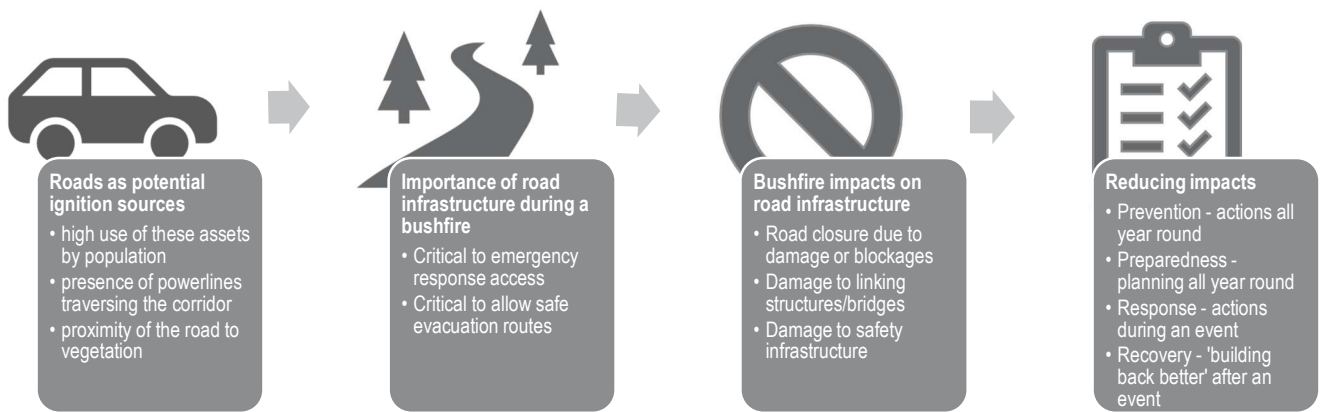 Roads as potential
ignition sources
• high use of these assets
by population
• presence of powerlines
traversing the corridor
• proximity of the road to
vegetation
Importance of road
infrastructure during a
bushfire
• Critical to emergency
response access
• Critical to allow safe
evacuation routes
Bushfire impacts on
road infrastructure
• Road closure due to
damage or blockages
• Damage to linking
structures/bridges
• Damage to safety
infrastructure
Reducing impacts
• Prevention - actions all
year round
• Preparedness -
planning all year round
• Response - actions
during an event
• Recovery - 'building
back better' after an
event